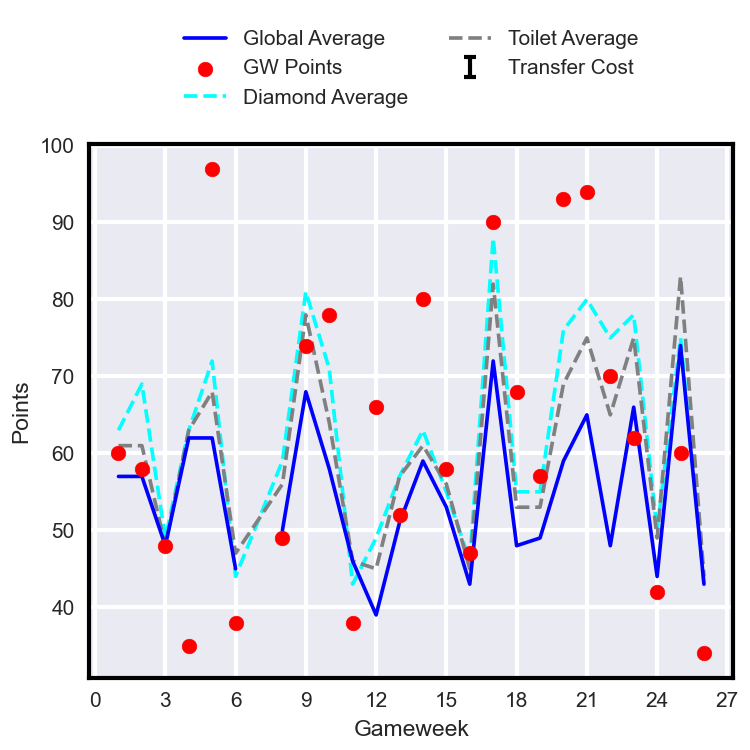 Global Average
GW Points
Diamond Average
Toilet Average
Transfer Cost
100
90
80
70
60
50
40
Points
0 3 6 9 12 15 18 21 24 27
Gameweek